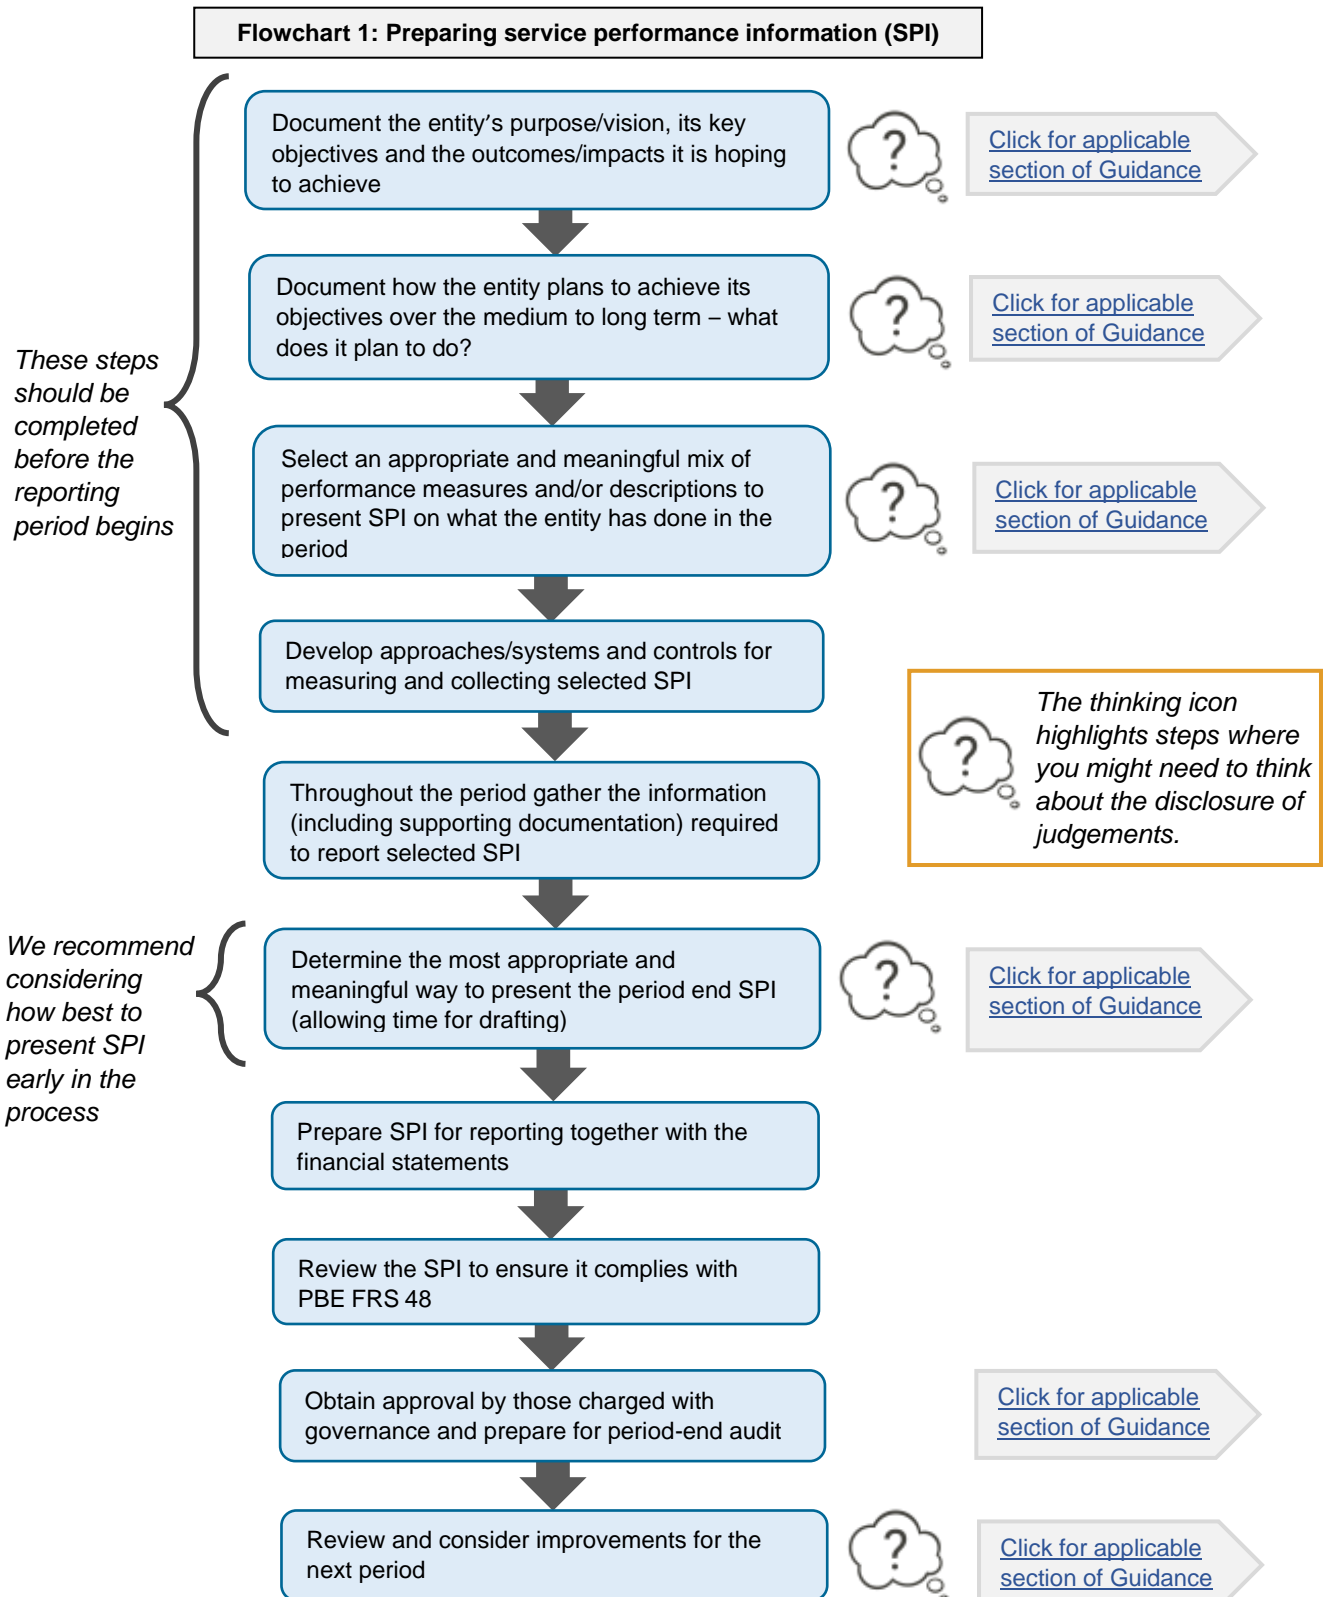 Flowchart 1: Preparing service performance information (SPI)
Document the entity's purpose/vision, its key
objectives and the outcomes/impacts it is hoping
to achieve
?
Click for applicable
section of Guidance
Document how the entity plans to achieve its
objectives over the medium to long term – what
does it plan to do?
?
Click for applicable
section of Guidance
These steps
should be
completed
before the
reporting
period begins
Select an appropriate and meaningful mix of
performance measures and/or descriptions to
present SPI on what the entity has done in the
period
?
Click for applicable
section of Guidance
Develop approaches/systems and controls for
measuring and collecting selected SPI
?
The thinking icon
highlights steps where
you might need to think
about the disclosure of
judgements.
Throughout the period gather the information
(including supporting documentation) required
to report selected SPI
We recommend
considering
how best to
present SPI
early in the
process
Determine the most appropriate and
meaningful way to present the period end SPI
(allowing time for drafting)
?
Click for applicable
section of Guidance
Prepare SPI for reporting together with the
financial statements
Review the SPI to ensure it complies with
PBE FRS 48
Obtain approval by those charged with
governance and prepare for period-end audit
Click for applicable
section of Guidance
Review and consider improvements for the
next period
?
Click for applicable
section of Guidance